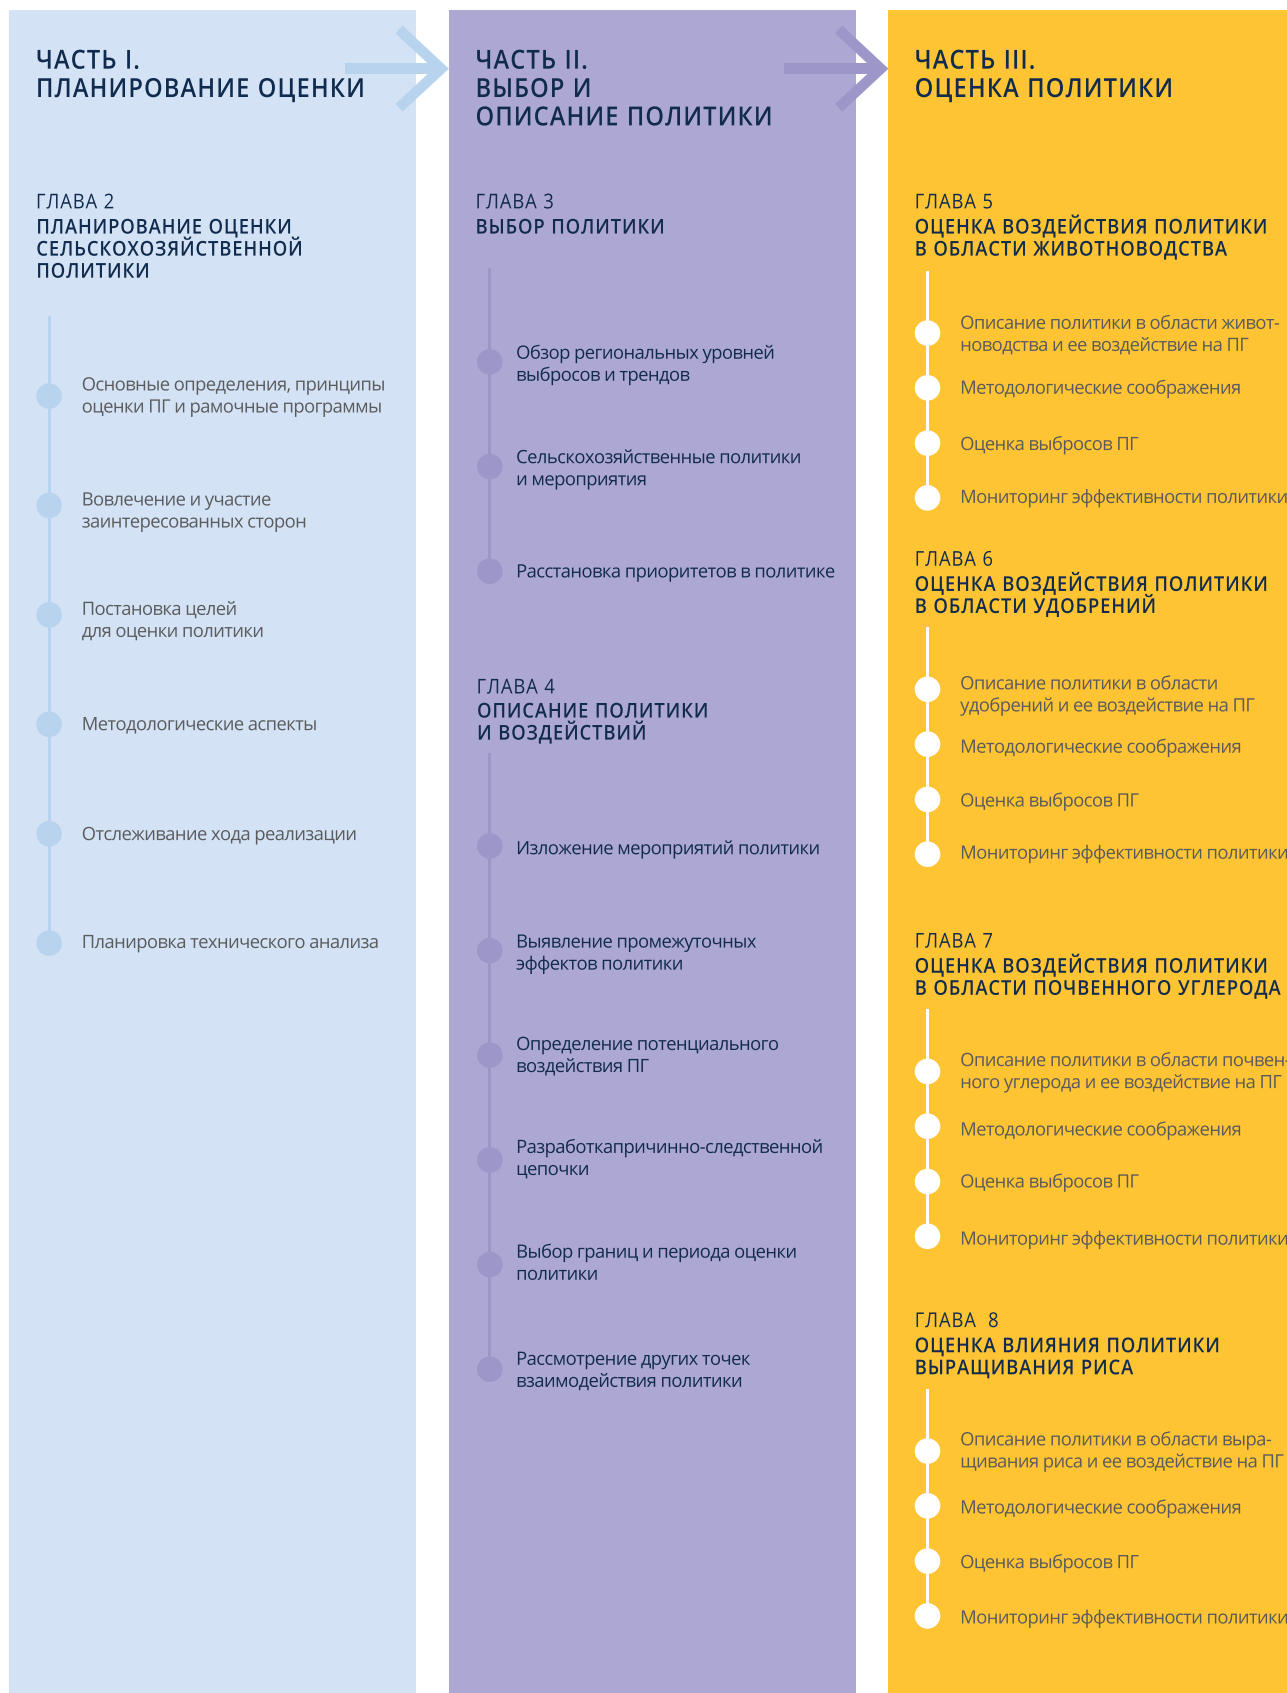 ЧАСТЬ I.
ПЛАНИРОВАНИЕ ОЦЕНКИ
ГЛАВА 2
ПЛАНИРОВАНИЕ ОЦЕНКИ
СЕЛЬСКОХОЗЯЙСТВЕННОЙ
ПОЛИТИКИ
Основные определения, принципы
оценки ПГ и рамочные программы
Вовлечение и участие
заинтересованных сторон
Постановка целей
для оценки политики
Методологические аспекты
Отслеживание хода реализации
Планировка технического анализа
ЧАСТЬ II.
ВЫБОР И
ОПИСАНИЕ ПОЛИТИКИ
ГЛАВА 3
ВЫБОР ПОЛИТИКИ
Обзор региональных уровней
выбросов и трендов
Сельскохозяйственные политики
и мероприятия
Расстановка приоритетов в политике
ГЛАВА 4
ОПИСАНИЕ ПОЛИТИКИ
И ВОЗДЕЙСТВИЙ
Изложение мероприятий политики
Выявление промежуточных
эффектов политики
Определение потенциального
воздействия ПГ
Разработкапричинно-следственной
цепочки
Выбор границ и периода оценки
политики
Рассмотрение других точек
взаимодействия политики
ЧАСТЬ III.
ОЦЕНКА ПОЛИТИКИ
ГЛАВА 5
ОЦЕНКА ВОЗДЕЙСТВИЯ ПОЛИТИКИ
В ОБЛАСТИ ЖИВОТНОВОДСТВА
Описание политики в области живот-
новодства и ее воздействие на ПГ
Методологические соображения
Оценка выбросов ПГ
Мониторинг эффективности политики
ГЛАВА 6
ОЦЕНКА ВОЗДЕЙСТВИЯ ПОЛИТИКИ
В ОБЛАСТИ УДОБРЕНИЙ
Описание политики в области
удобрений и ее воздействие на ПГ
Методологические соображения
Оценка выбросов ПГ
Мониторинг эффективности политики
ГЛАВА 7
ОЦЕНКА ВОЗДЕЙСТВИЯ ПОЛИТИКИ
В ОБЛАСТИ ПОЧВЕННОГО УГЛЕРОДА
Описание политики в области почвен-
ного углерода и ее воздействие на ПГ
Методологические соображения
Оценка выбросов ПГ
Мониторинг эффективности политики
ГЛАВА 8
ОЦЕНКА ВЛИЯНИЯ ПОЛИТИКИ
ВЫРАЩИВАНИЯ РИСА
Описание политики в области выра-
щивания риса и ее воздействие на ПГ
Методологические соображения
Оценка выбросов ПГ
Мониторинг эффективности политики